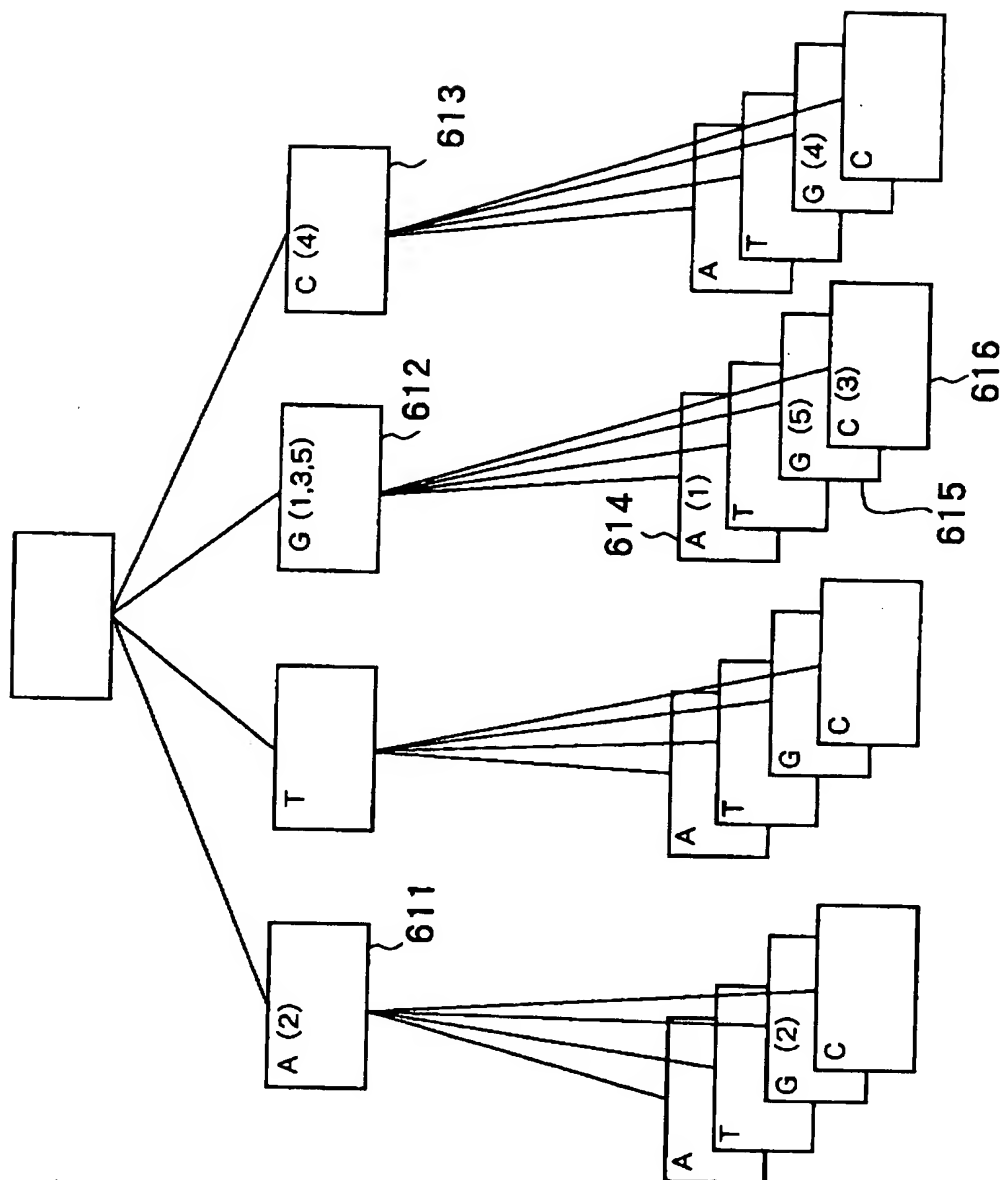 A (2)
611
T
G (1,3,5)
612
C (4)
613
A
T
G (2)
C
A
T
G
C
614
A (1)
T
G (5)
C (3)
615
616
A
T
G (4)
C